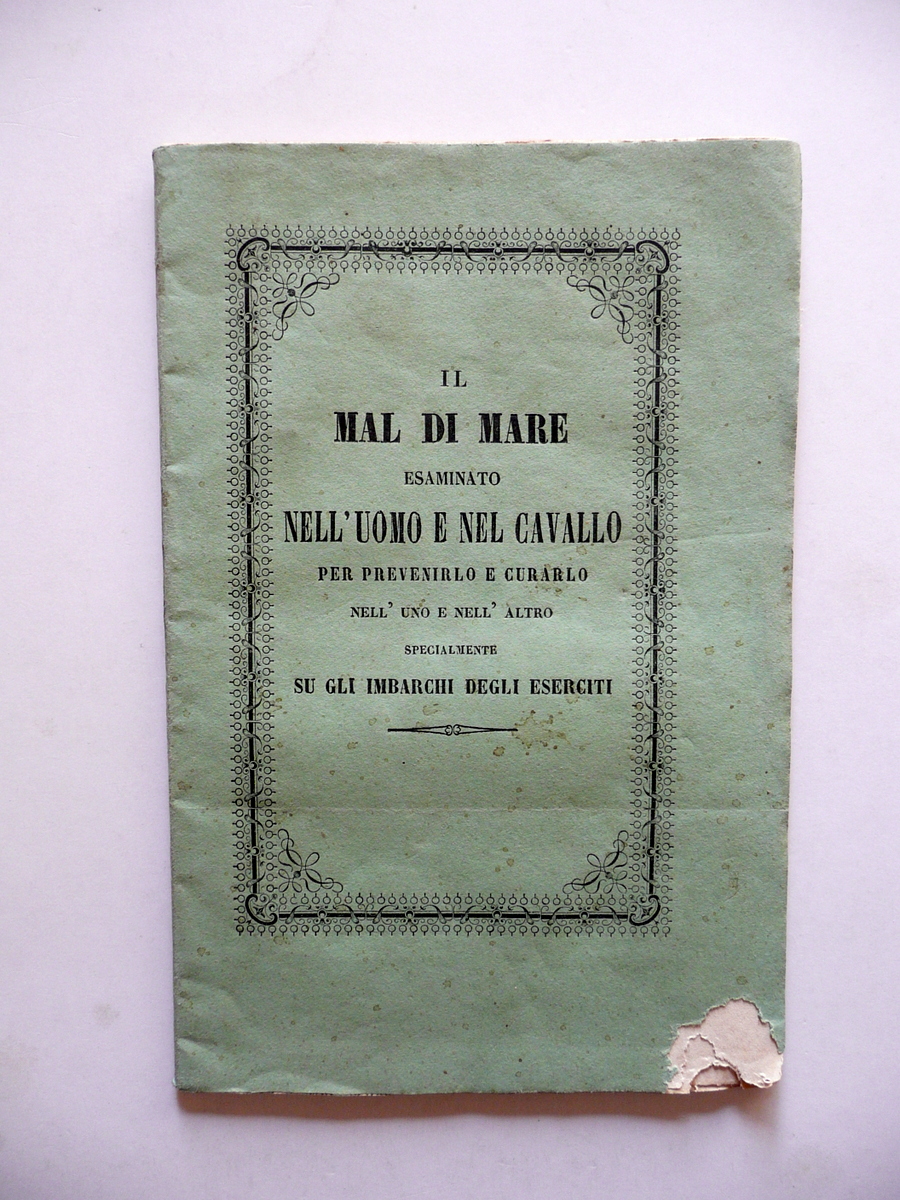 IL
MAL DI MARE
ESAMINATO
NELL'UOMO E NEL CAVALLO
PER PREVENIRLO E CURARLO
NELL' UNO E NELL' ALTRO
SPECIALMENTE
SU GLI IMBARCHI DEGLI ESERCITI